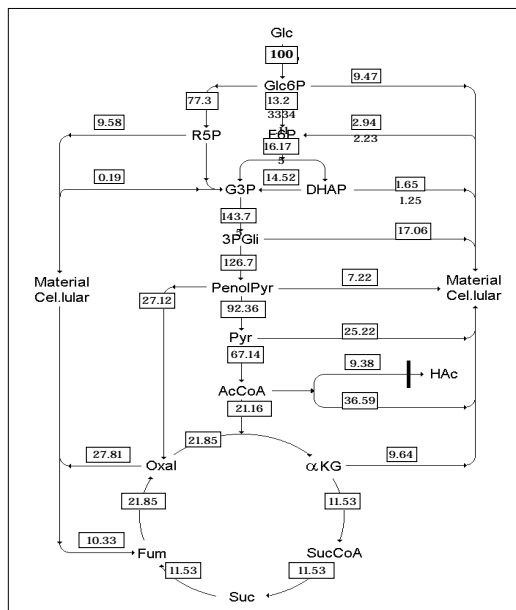 Glc
100
Glc6P
9.47
77.3
13.2
3334
9.58
R5P
F6P
2.94
2.23
16.17
5
0.19
G3P
14.52
DHAP
1.65
1.25
143.7
3PGli
17.06
126.7
Material
Cel.lular
27.12
PenolPyr
7.22
Material
Cel.lular
92.36
Pyr
25.22
67.14
9.38
HAc
AcCoA
36.59
21.16
21.85
27.81
Oxal
αKG
9.64
21.85
11.53
10.33
Fum
SucCoA
11.53
11.53
Suc